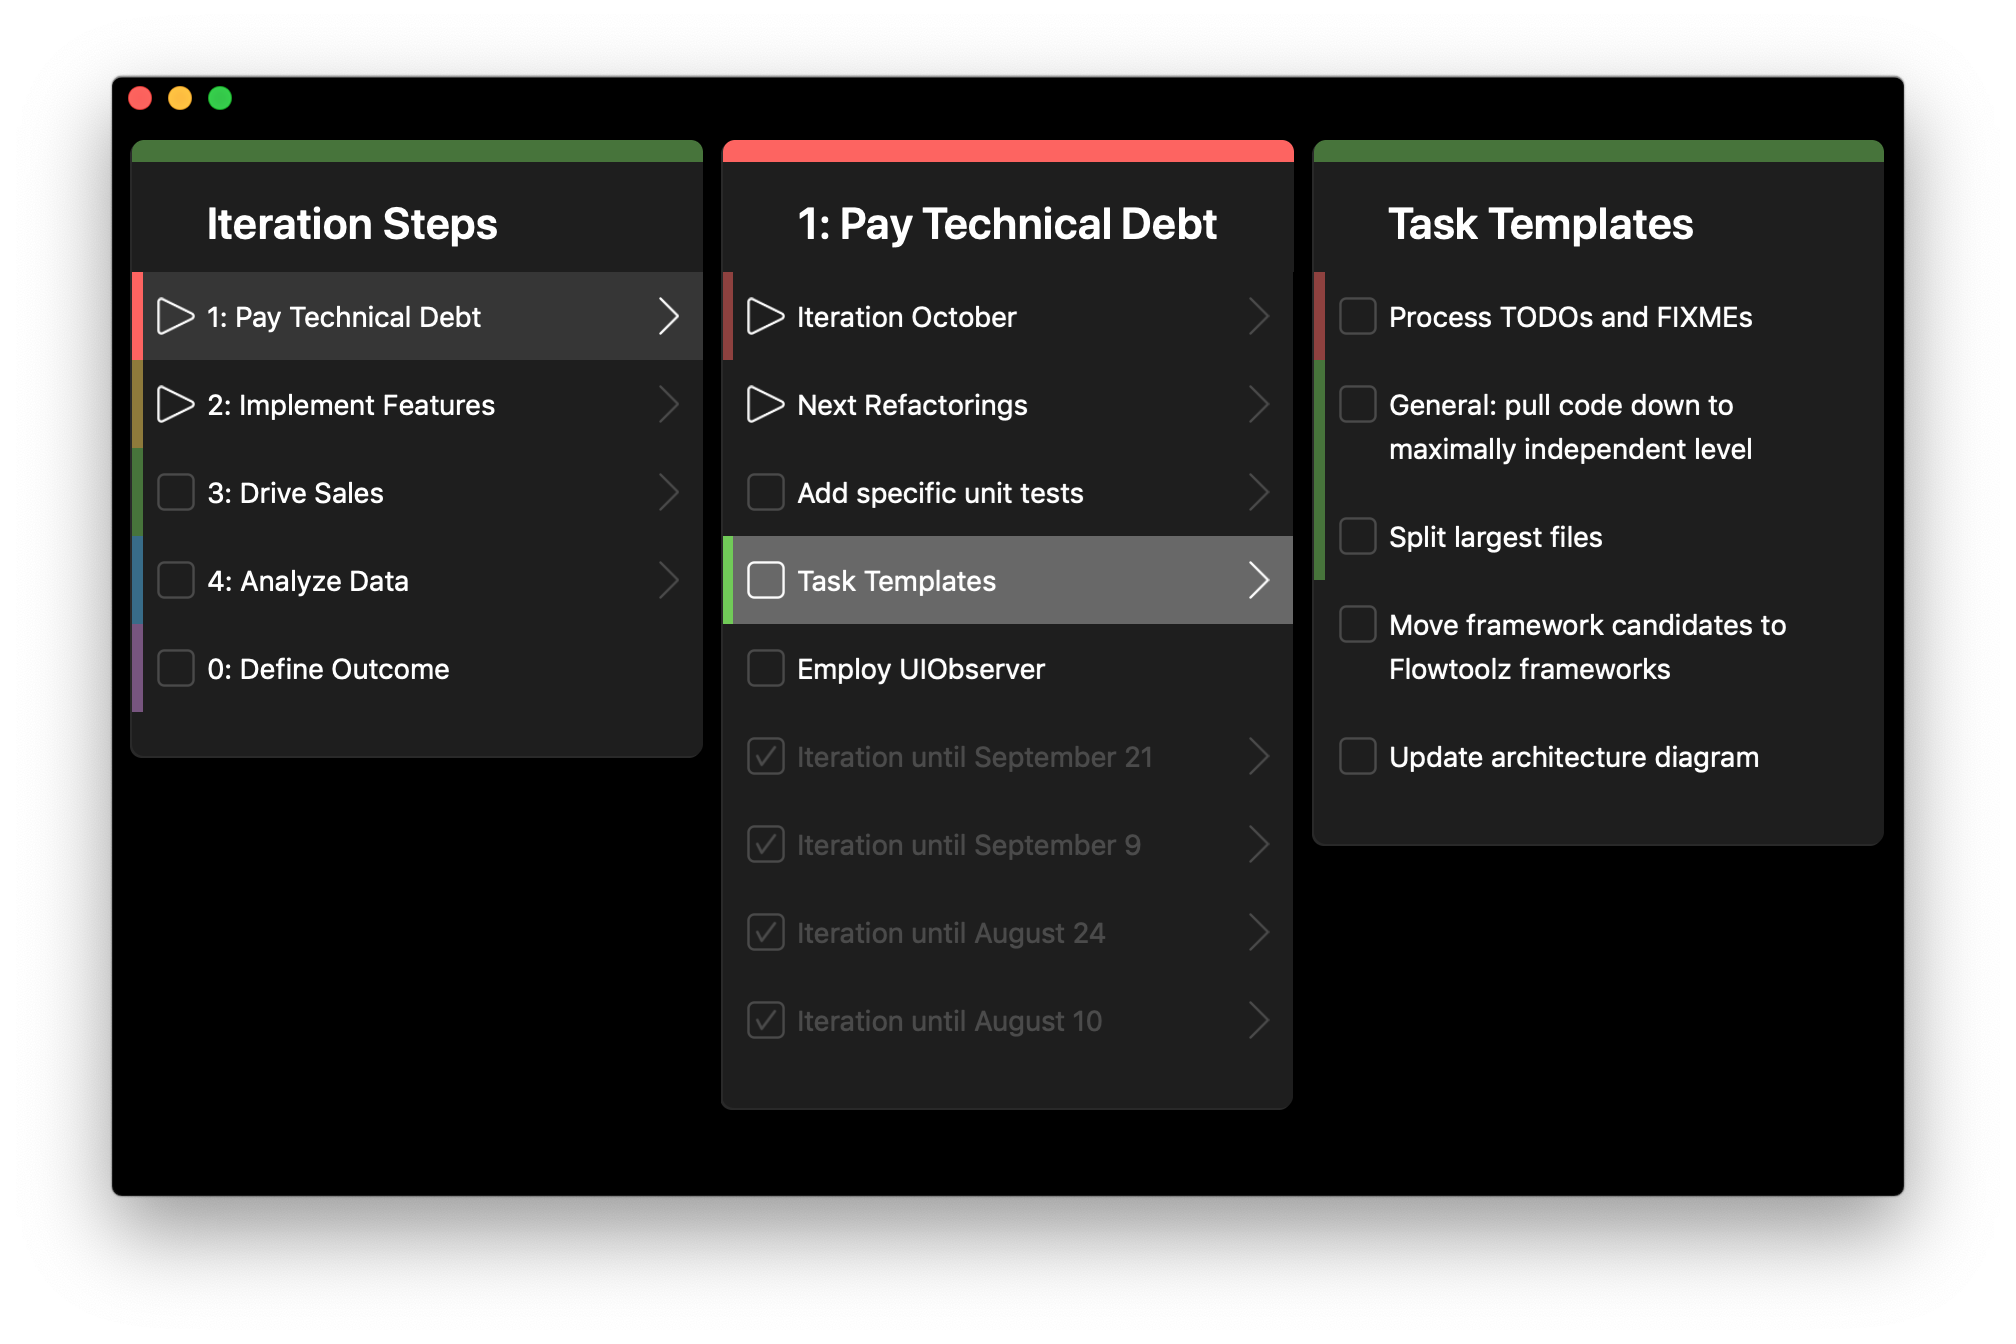 Iteration Steps
1: Pay Technical Debt
2: Implement Features
3: Drive Sales
4: Analyze Data
0: Define Outcome
1: Pay Technical Debt
Iteration October
Next Refactorings
Add specific unit tests
Task Templates
Employ UIObserver
Iteration until September 21
Iteration until September 9
Iteration until August 24
Iteration until August 10
Task Templates
Process TODOs and FIXMEs
General: pull code down to
maximally independent level
Split largest files
Move framework candidates to
Flowtoolz frameworks
Update architecture diagram